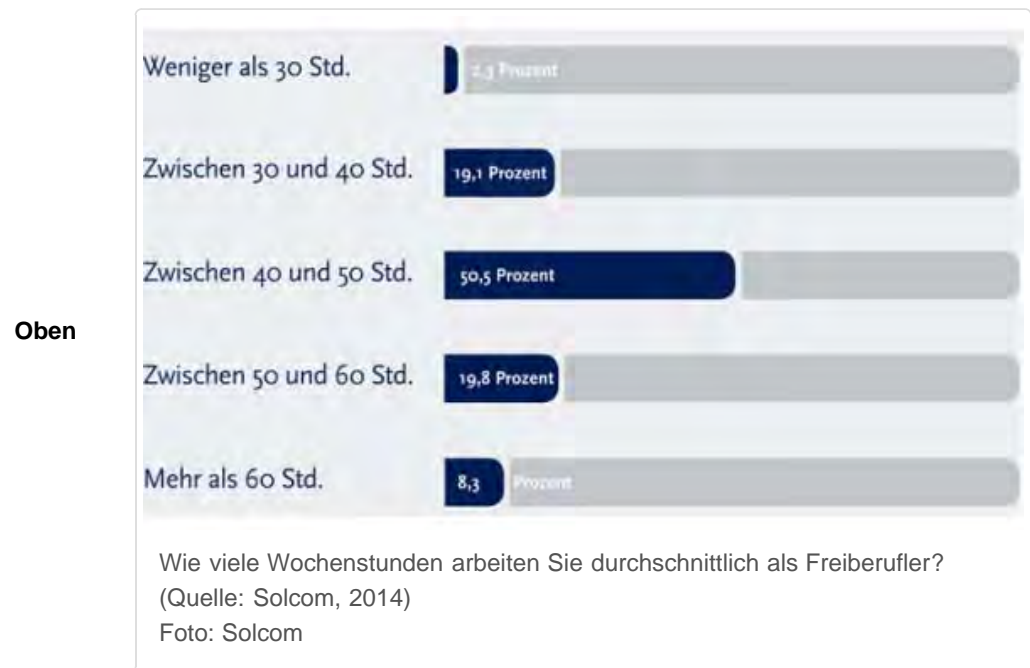 Weniger als 30 Std.
2,3 Prozent
Zwischen 30 und 40 Std.
19,1 Prozent
Zwischen 40 und 50 Std.
50,5 Prozent
Oben
Zwischen 50 und 60 Std.
19,8 Prozent
Mehr als 60 Std.
8,3 Prozent
Wie viele Wochenstunden arbeiten Sie durchschnittlich als Freiberufler?
(Quelle: Solcom, 2014)
Foto: Solcom